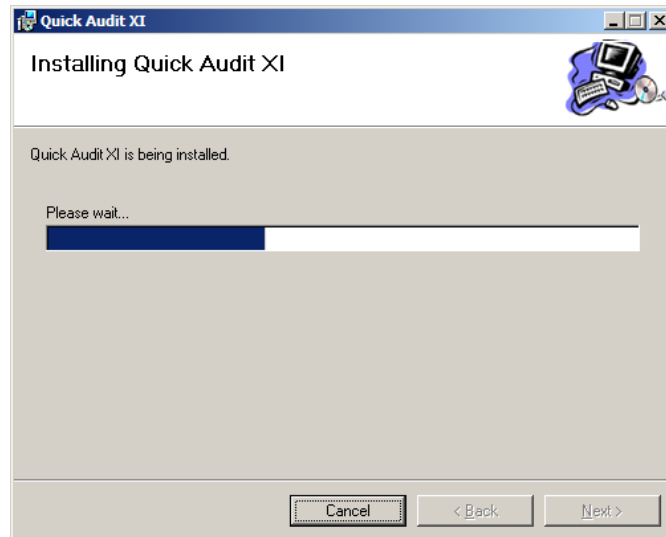 Quick Audit XI
Installing Quick Audit XI
Quick Audit XI is being installed.
Please wait...
Cancel
< Back
Next >